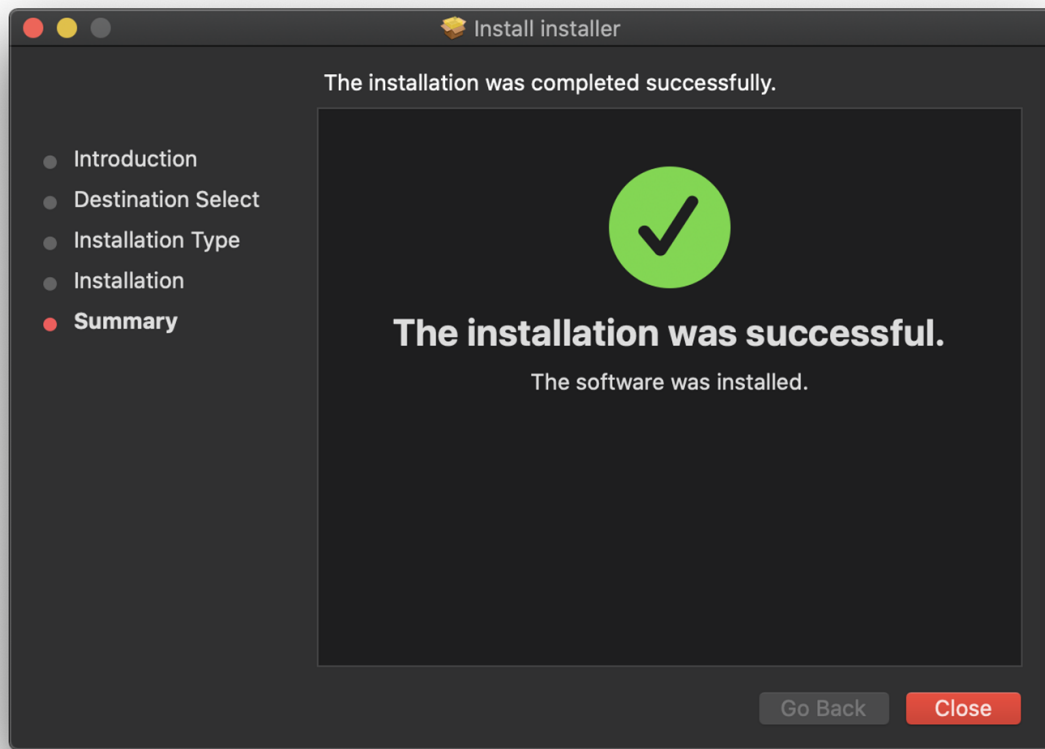 Install installer
The installation was completed successfully.
Introduction
Destination Select
Installation Type
Installation
Summary
The installation was successful.
The software was installed.
Go Back
Close